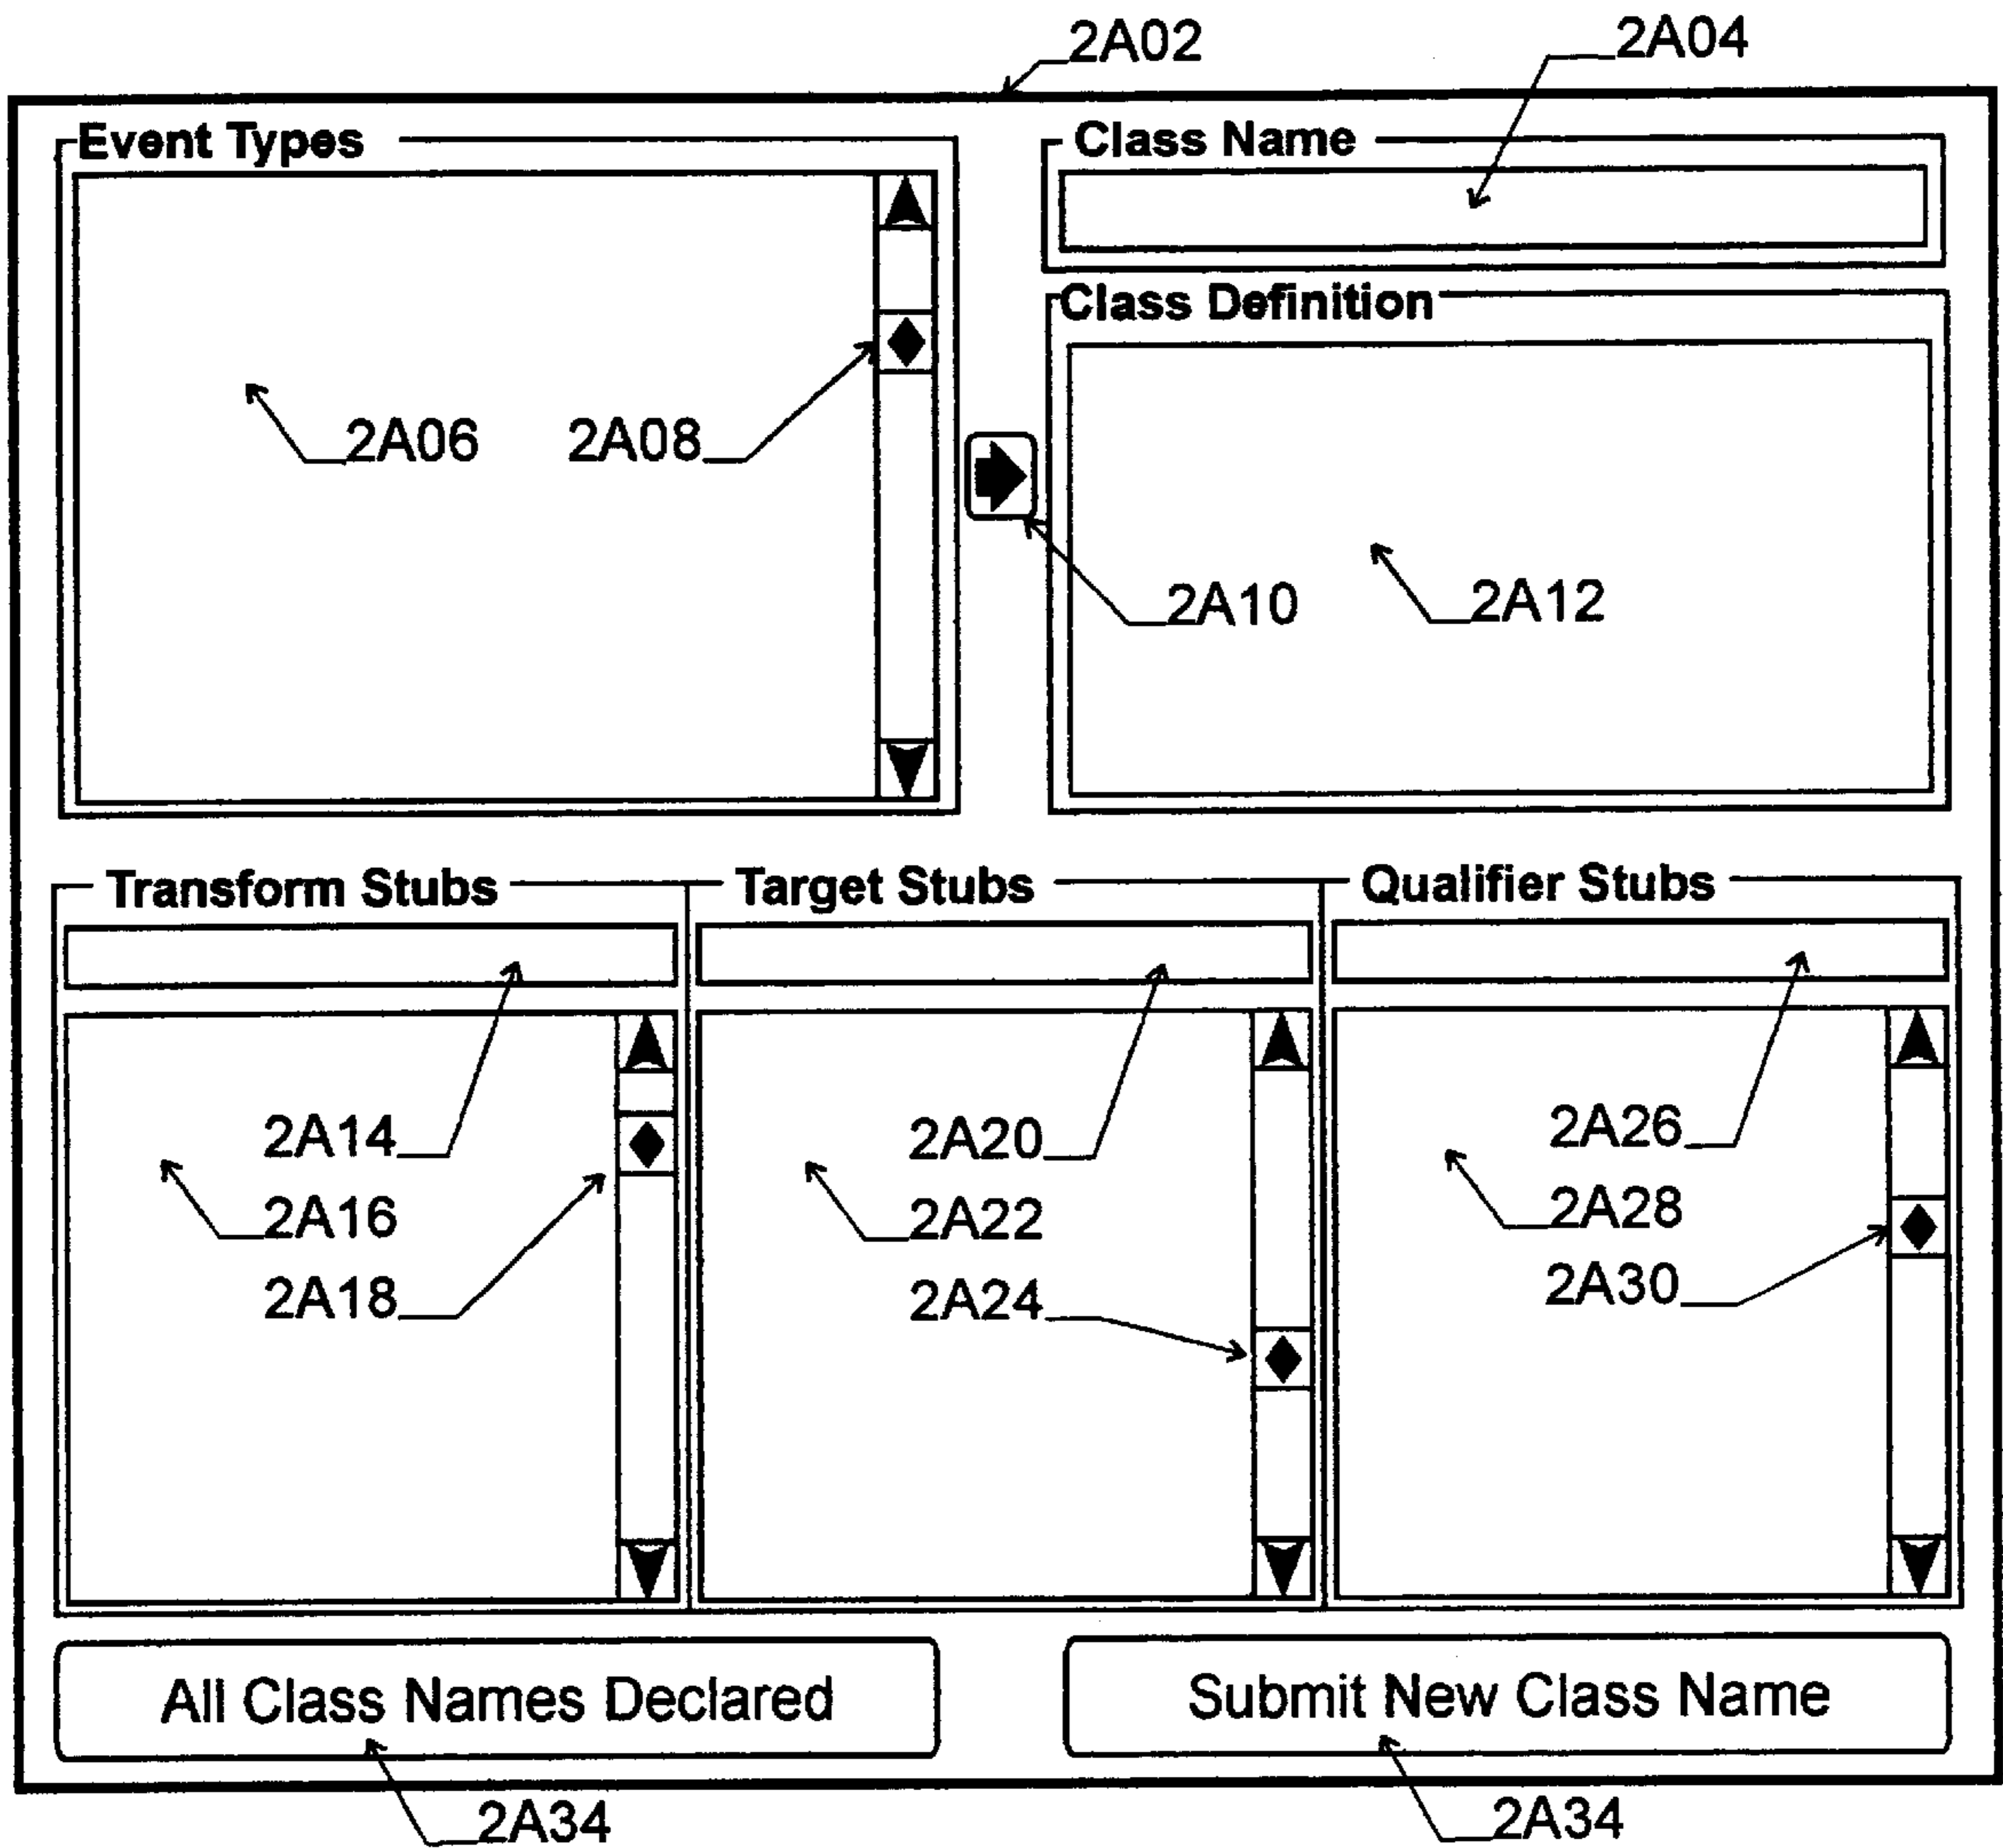 2A02
2A04
Event Types
Class Name
Class Definition
2A06
2A08
2A10
2A12
Transform Stubs
Target Stubs
Qualifier Stubs
2A14
2A20
2A26
2A16
2A22
2A28
2A18
2A24
2A30
All Class Names Declared
Submit New Class Name
2A34
2A34